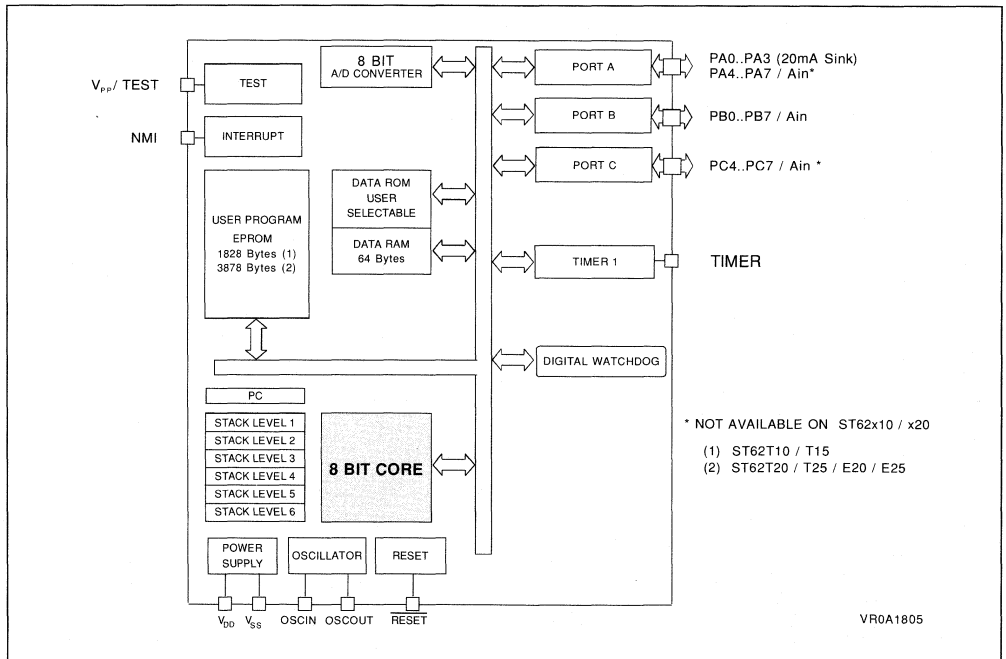 8 BIT
A/D CONVERTER
PORT A
PA0..PA3 (20mA Sink)
PA4..PA7 / Ain*
VPP/ TEST
TEST
PORT B
PB0..PB7 / Ain
NMI
INTERRUPT
PORT C
PC4..PC7 / Ain *
USER PROGRAM
EPROM
1828 Bytes (1)
3878 Bytes (2)
DATA ROM
USER
SELECTABLE
DATA RAM
64 Bytes
TIMER 1
TIMER
DIGITAL WATCHDOG
PC
STACK LEVEL 1
STACK LEVEL 2
STACK LEVEL 3
STACK LEVEL 4
STACK LEVEL 5
STACK LEVEL 6
8 BIT CORE
* NOT AVAILABLE ON ST62x10 / x20
(1) ST62T10 / T15
(2) ST62T20 / T25 / E20 / E25
POWER
SUPPLY
OSCILLATOR
RESET
VDD VSS OSCIN OSCOUT RESET
VR0A1805